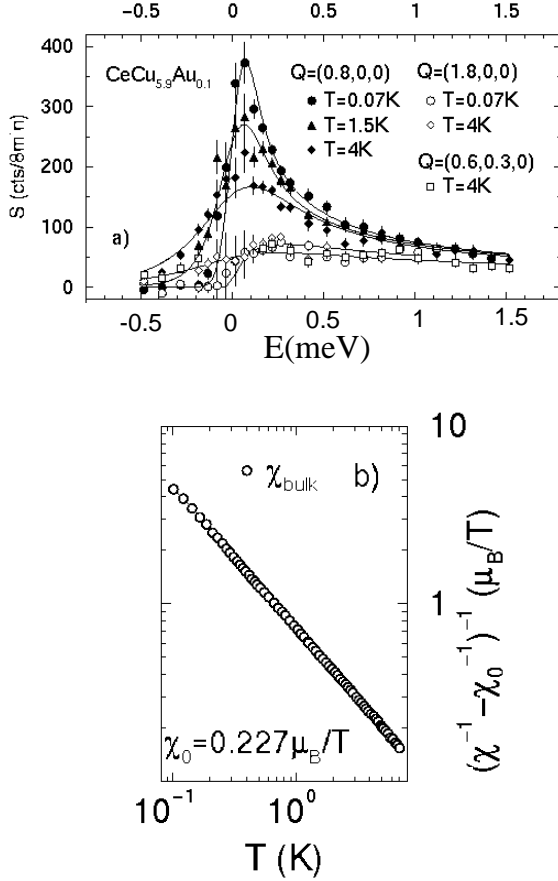 -0.5 0 0.5 1 1.5
CeCu5.9Au0.1
Q=(0.8,0,0) Q=(1.8,0,0)
T=0.07K T=0.07K
T=1.5K T=4K
T=4K Q=(0.6,0.3,0)
T=4K
S (cts/8min)
400
300
200
100
0
a)
-0.5 0 0.5 1 1.5
E(meV)
χbulk b)
10
1
(χ⁻¹−χ₀⁻¹)⁻¹ (μB/T)
χ₀=0.227μB/T
10⁻¹ 10⁰
T (K)